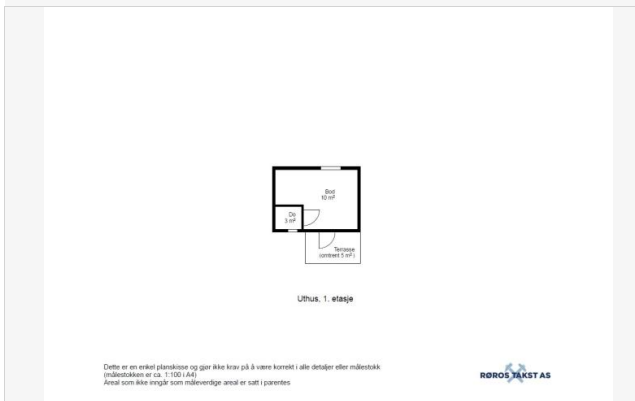 Bod
10 m²
Do
3 m²
Terrasse
(omtrent 5 m²)
Uthus, 1. etasje
Dette er en enkel planskisse og gjør ikke krav på å være korrekt i alle detaljer eller målestokk
(målestokken er ca. 1:100 i A4)
Areal som ikke inngår som måleverdige areal er satt i parentes
RØROS TAKST AS